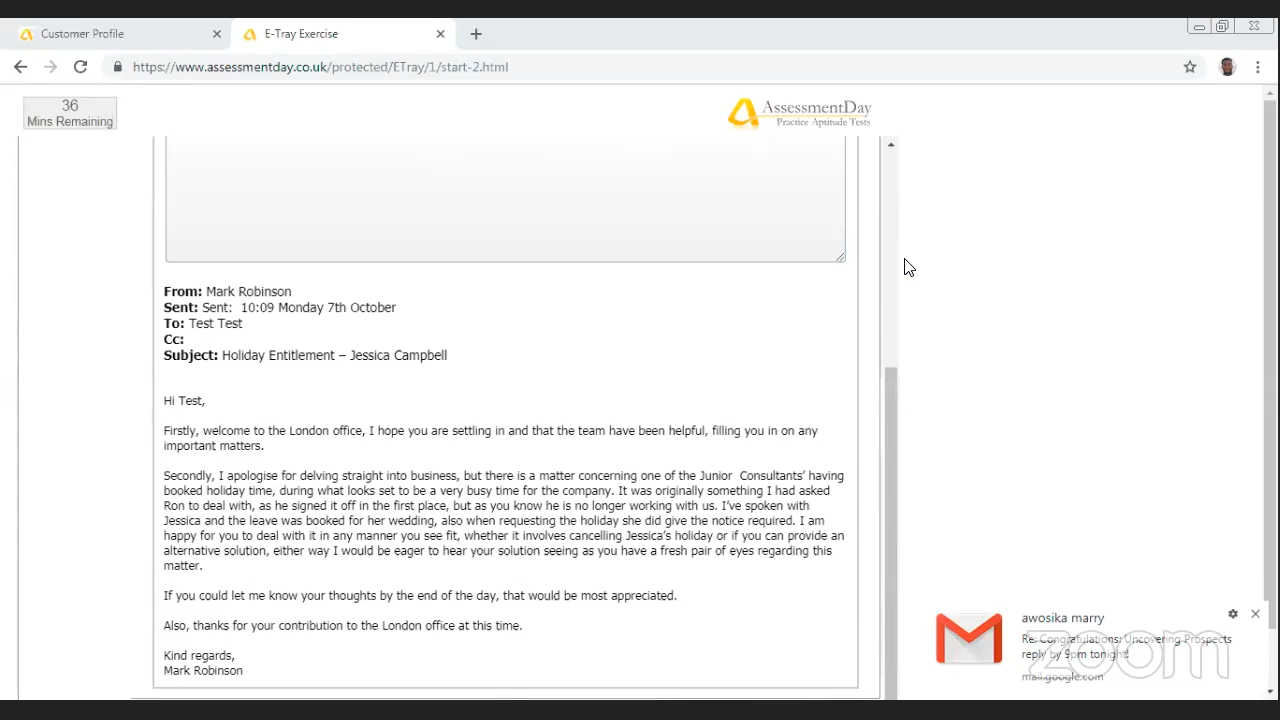 Customer Profile
E-Tray Exercise
https://www.assessmentday.co.uk/protected/ETray/1/start-2.html
36
Mins Remaining
AssessmentDay
Practice Aptitude Tests
From: Mark Robinson
Sent: Sent: 10:09 Monday 7th October
To: Test Test
Cc:
Subject: Holiday Entitlement – Jessica Campbell
Hi Test,
Firstly, welcome to the London office, I hope you are settling in and that the team have been helpful, filling you in on any
important matters.
Secondly, I apologise for delving straight into business, but there is a matter concerning one of the Junior Consultants’ having
booked holiday time, during what looks set to be a very busy time for the company. It was originally something I had asked
Ron to deal with, as he signed it off in the first place, but as you know he is no longer working with us. I’ve spoken with
Jessica and the leave was booked for her wedding, also when requesting the holiday she did give the notice required. I am
happy for you to deal with it in any manner you see fit, whether it involves cancelling Jessica’s holiday or if you can provide an
alternative solution, either way I would be eager to hear your solution seeing as you have a fresh pair of eyes regarding this
matter.
If you could let me know your thoughts by the end of the day, that would be most appreciated.
Also, thanks for your contribution to the London office at this time.
Kind regards,
Mark Robinson
awosika marry
Re: Congratulations: Uncovering Prospects
reply by 9pm tonight!
mail.google.com
zoom